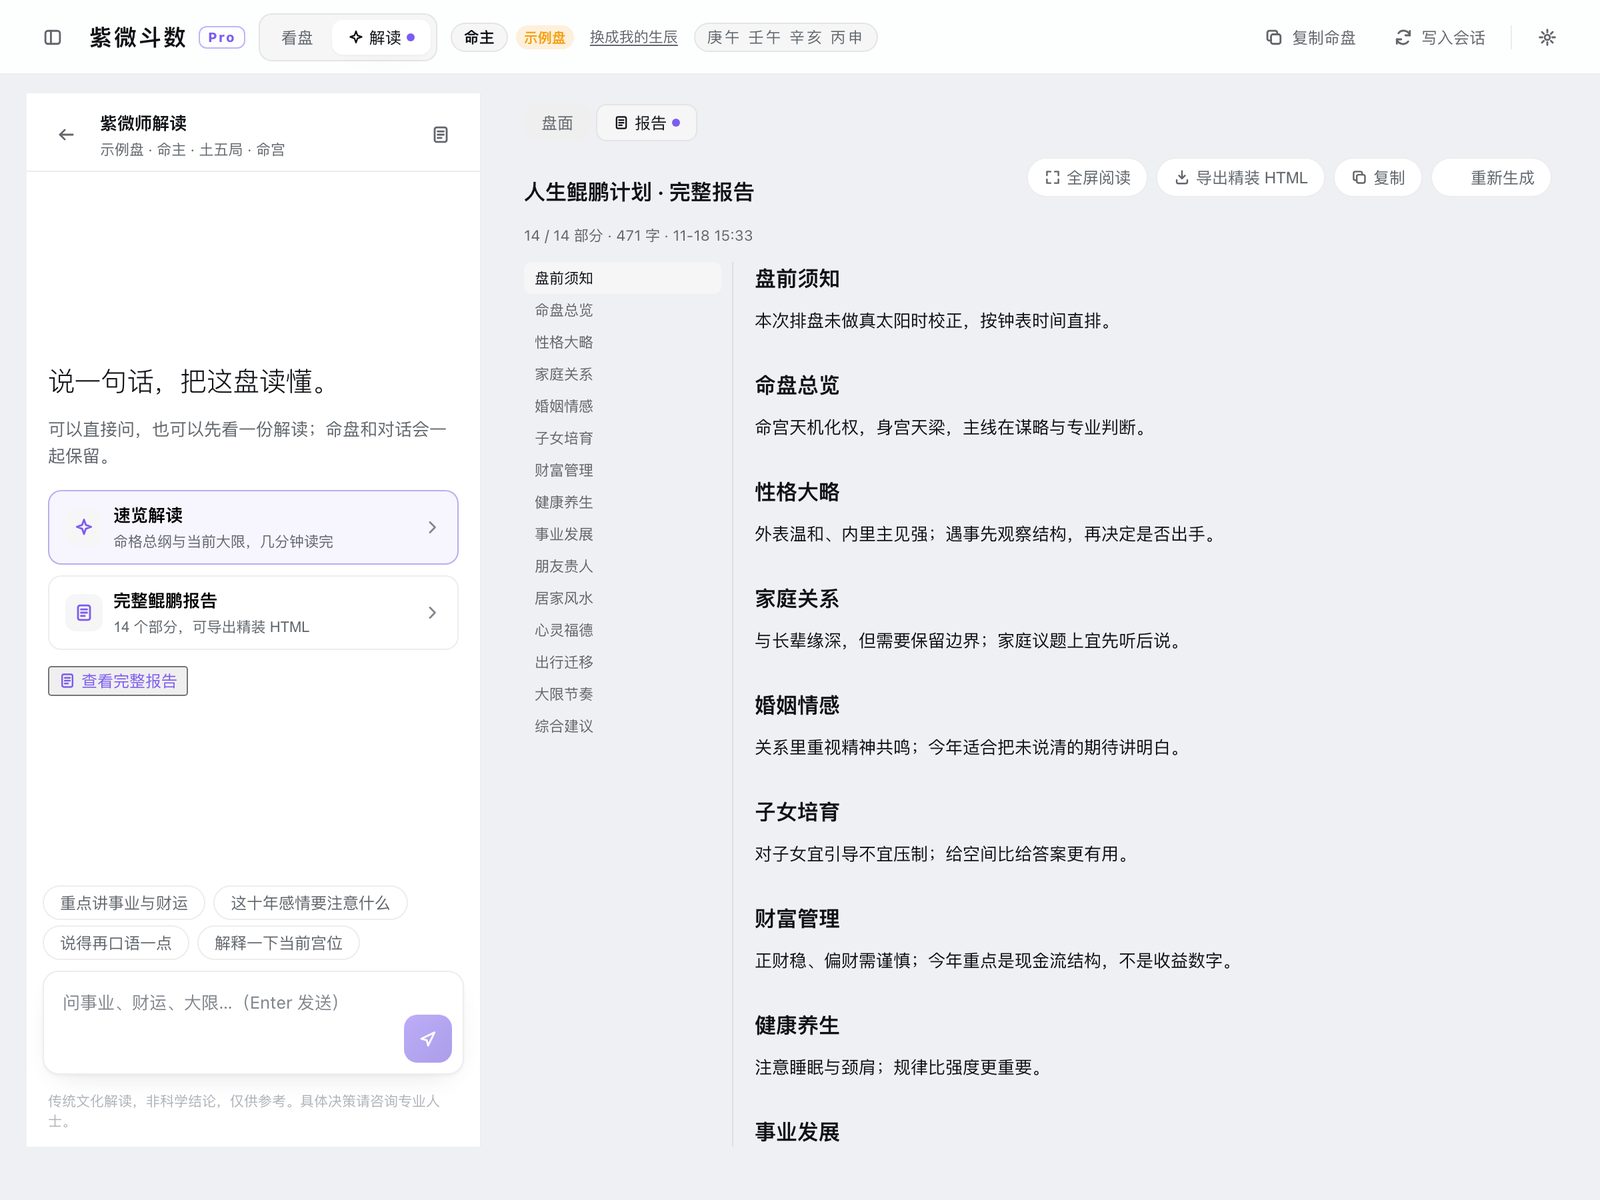 紫微斗数 Pro 看盘 解读 命主 示例盘 换成我的生辰 庚午 壬午 辛亥 丙申 复制命盘 写入会话
紫微师解读
示例盘 · 命主 · 土五局 · 命宫
说一句话，把这盘读懂。
可以直接问，也可以先看一份解读；命盘和对话会一
起保留。
速览解读
命格总纲与当前大限，几分钟读完
完整鲲鹏报告
14 个部分，可导出精装 HTML
查看完整报告
重点讲事业与财运 这十年感情要注意什么
说得再口语一点 解释一下当前宫位
问事业、财运、大限...（Enter 发送）
传统文化解读，非科学结论，仅供参考。具体决策请咨询专业人
士。
盘面 报告
全屏阅读 导出精装 HTML 复制 重新生成
人生鲲鹏计划 · 完整报告
14 / 14 部分 · 471 字 · 11-18 15:33
盘前须知
命盘总览
性格大略
家庭关系
婚姻情感
子女培育
财富管理
健康养生
事业发展
朋友贵人
居家风水
心灵福德
出行迁移
大限节奏
综合建议
盘前须知
本次排盘未做真太阳时校正，按钟表时间直排。
命盘总览
命宫天机化权，身宫天梁，主线在谋略与专业判断。
性格大略
外表温和、内里主见强；遇事先观察结构，再决定是否出手。
家庭关系
与长辈缘深，但需要保留边界；家庭议题上宜先听后说。
婚姻情感
关系里重视精神共鸣；今年适合把未说清的期待讲明白。
子女培育
对子女宜引导不宜压制；给空间比给答案更有用。
财富管理
正财稳、偏财需谨慎；今年重点是现金流结构，不是收益数字。
健康养生
注意睡眠与颈肩；规律比强度更重要。
事业发展